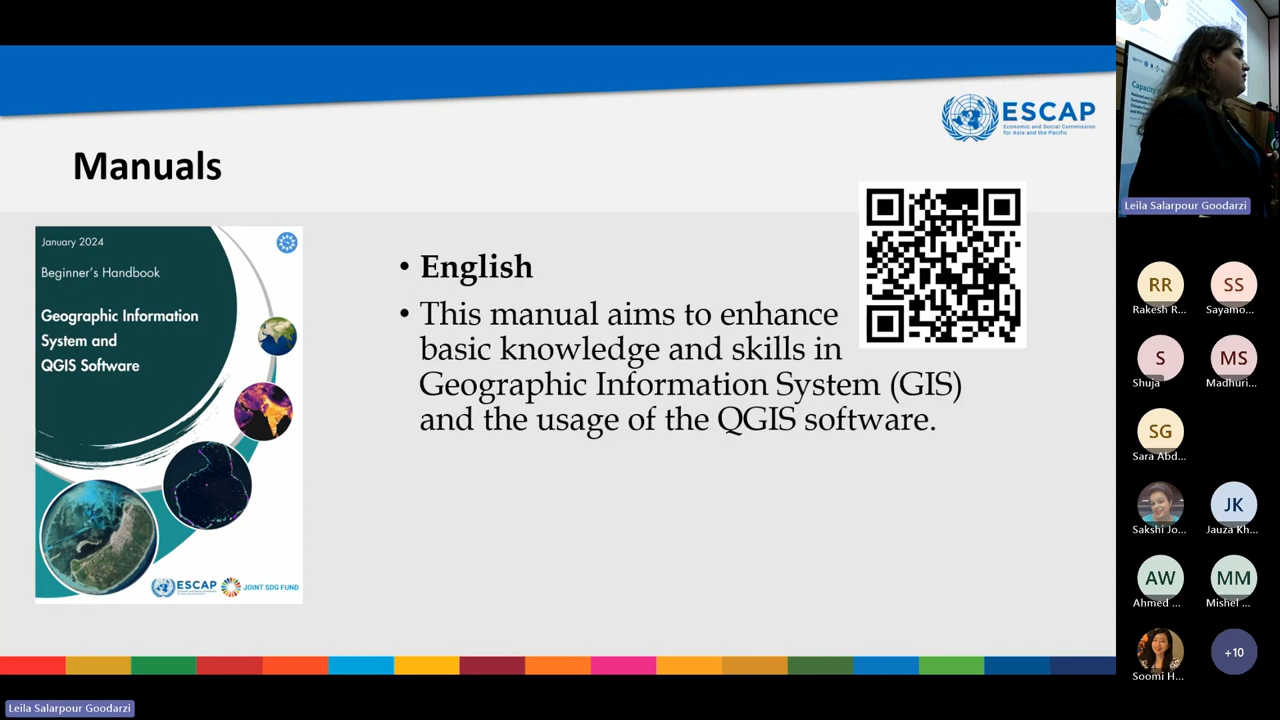 Manuals
ESCAP
Economic and Social Commission
for Asia and the Pacific
January 2024
Beginner's Handbook
Geographic Information
System and
QGIS Software
ESCAP
JOINT SDG FUND
• English
• This manual aims to enhance
basic knowledge and skills in
Geographic Information System (GIS)
and the usage of the QGIS software.
Leila Salarpour Goodarzi
RR
Rakesh R...
SS
Sayamo...
S
Shuja
MS
Madhuri...
SG
Sara Abd...
Sakshi Jo...
JK
Jauza Kh...
AW
Ahmed ...
MM
Mishel ...
Soomi H...
+10
Leila Salarpour Goodarzi